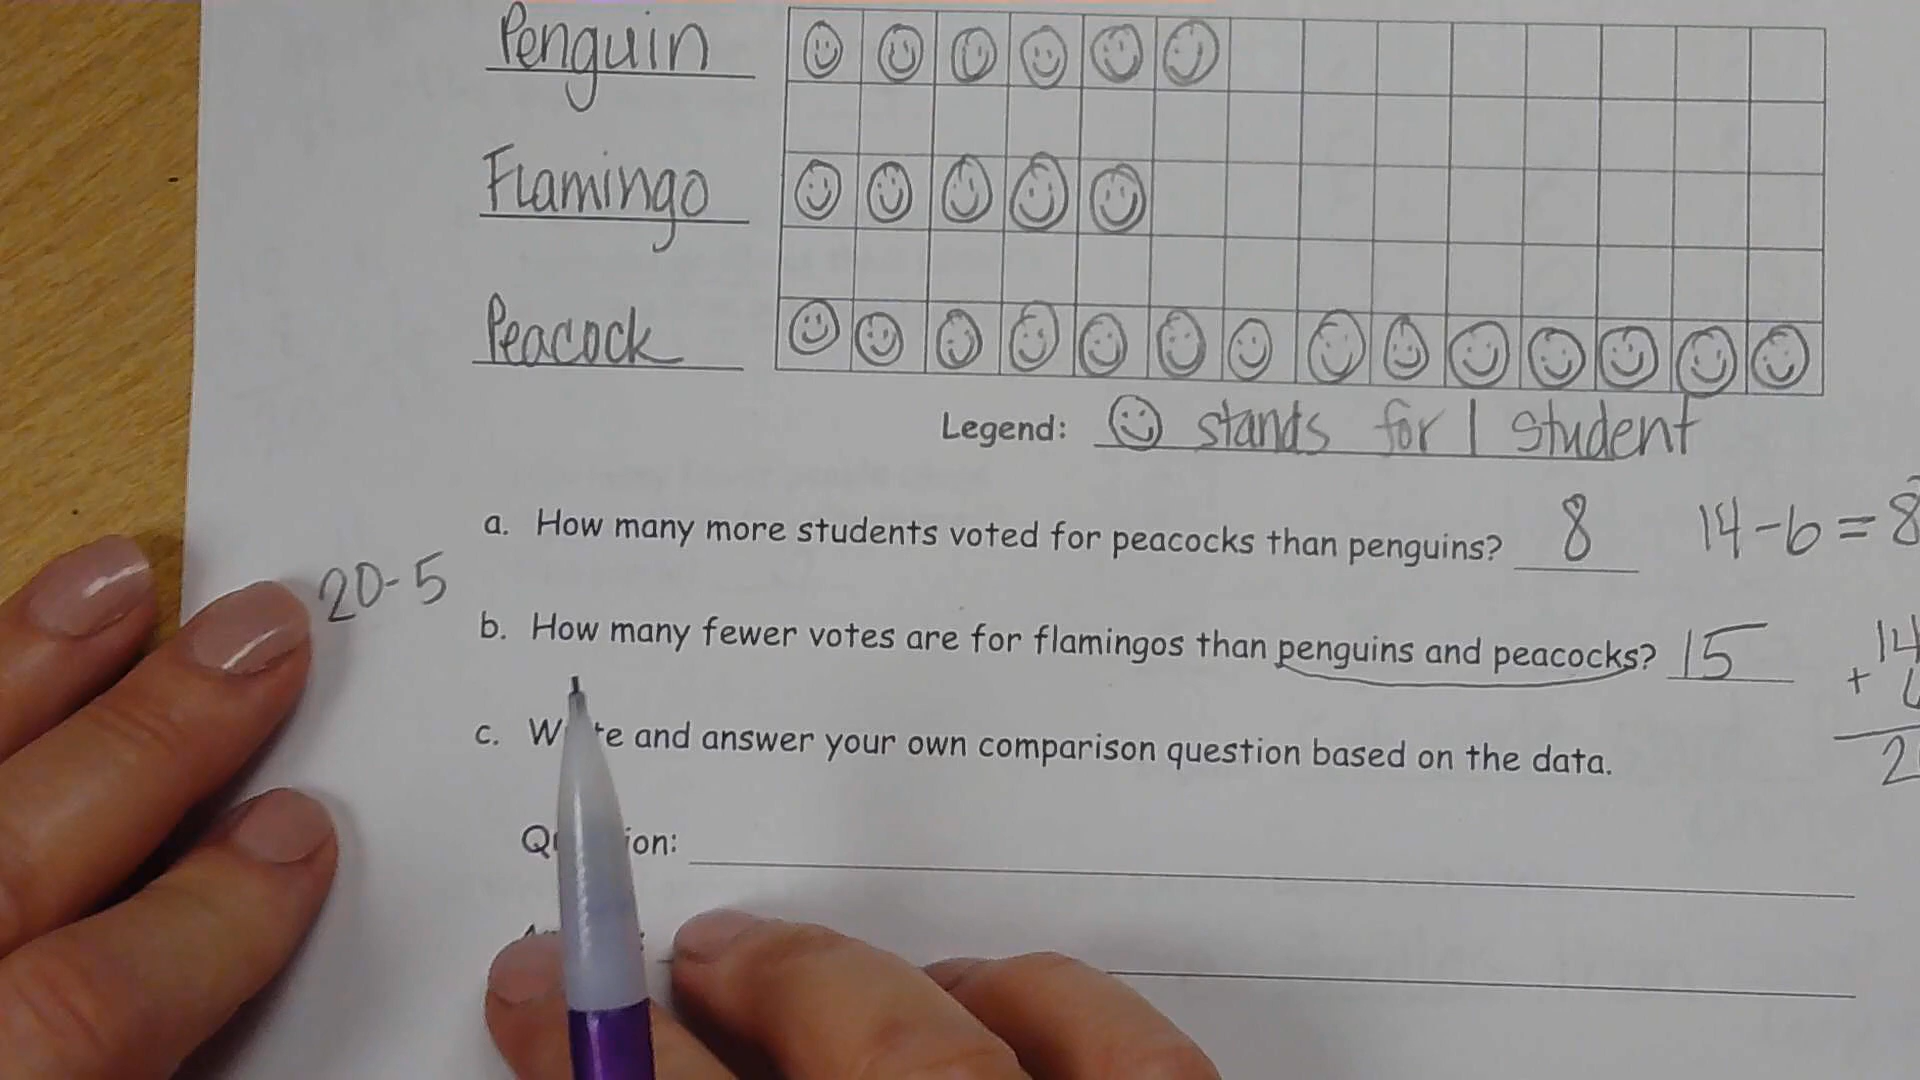 Penguin
Flamingo
Peacock
Legend: stands for 1 student
a. How many more students voted for peacocks than penguins? 8 14-6=8
20-5
b. How many fewer votes are for flamingos than penguins and peacocks? 15
14
+
2
c. and answer your own comparison question based on the data.